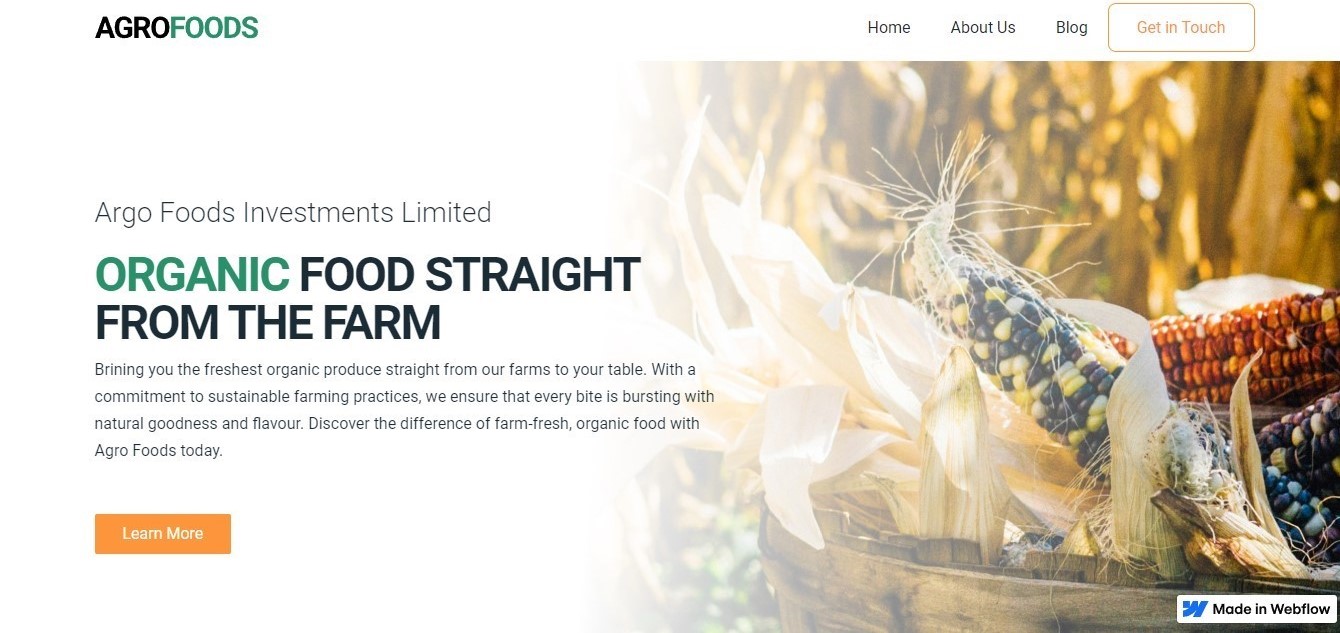 AGROFOODS
Home
About Us
Blog
Get in Touch
Argo Foods Investments Limited
ORGANIC FOOD STRAIGHT
FROM THE FARM
Brining you the freshest organic produce straight from our farms to your table. With a
commitment to sustainable farming practices, we ensure that every bite is bursting with
natural goodness and flavour. Discover the difference of farm-fresh, organic food with
Agro Foods today.
Learn More
Made in Webflow